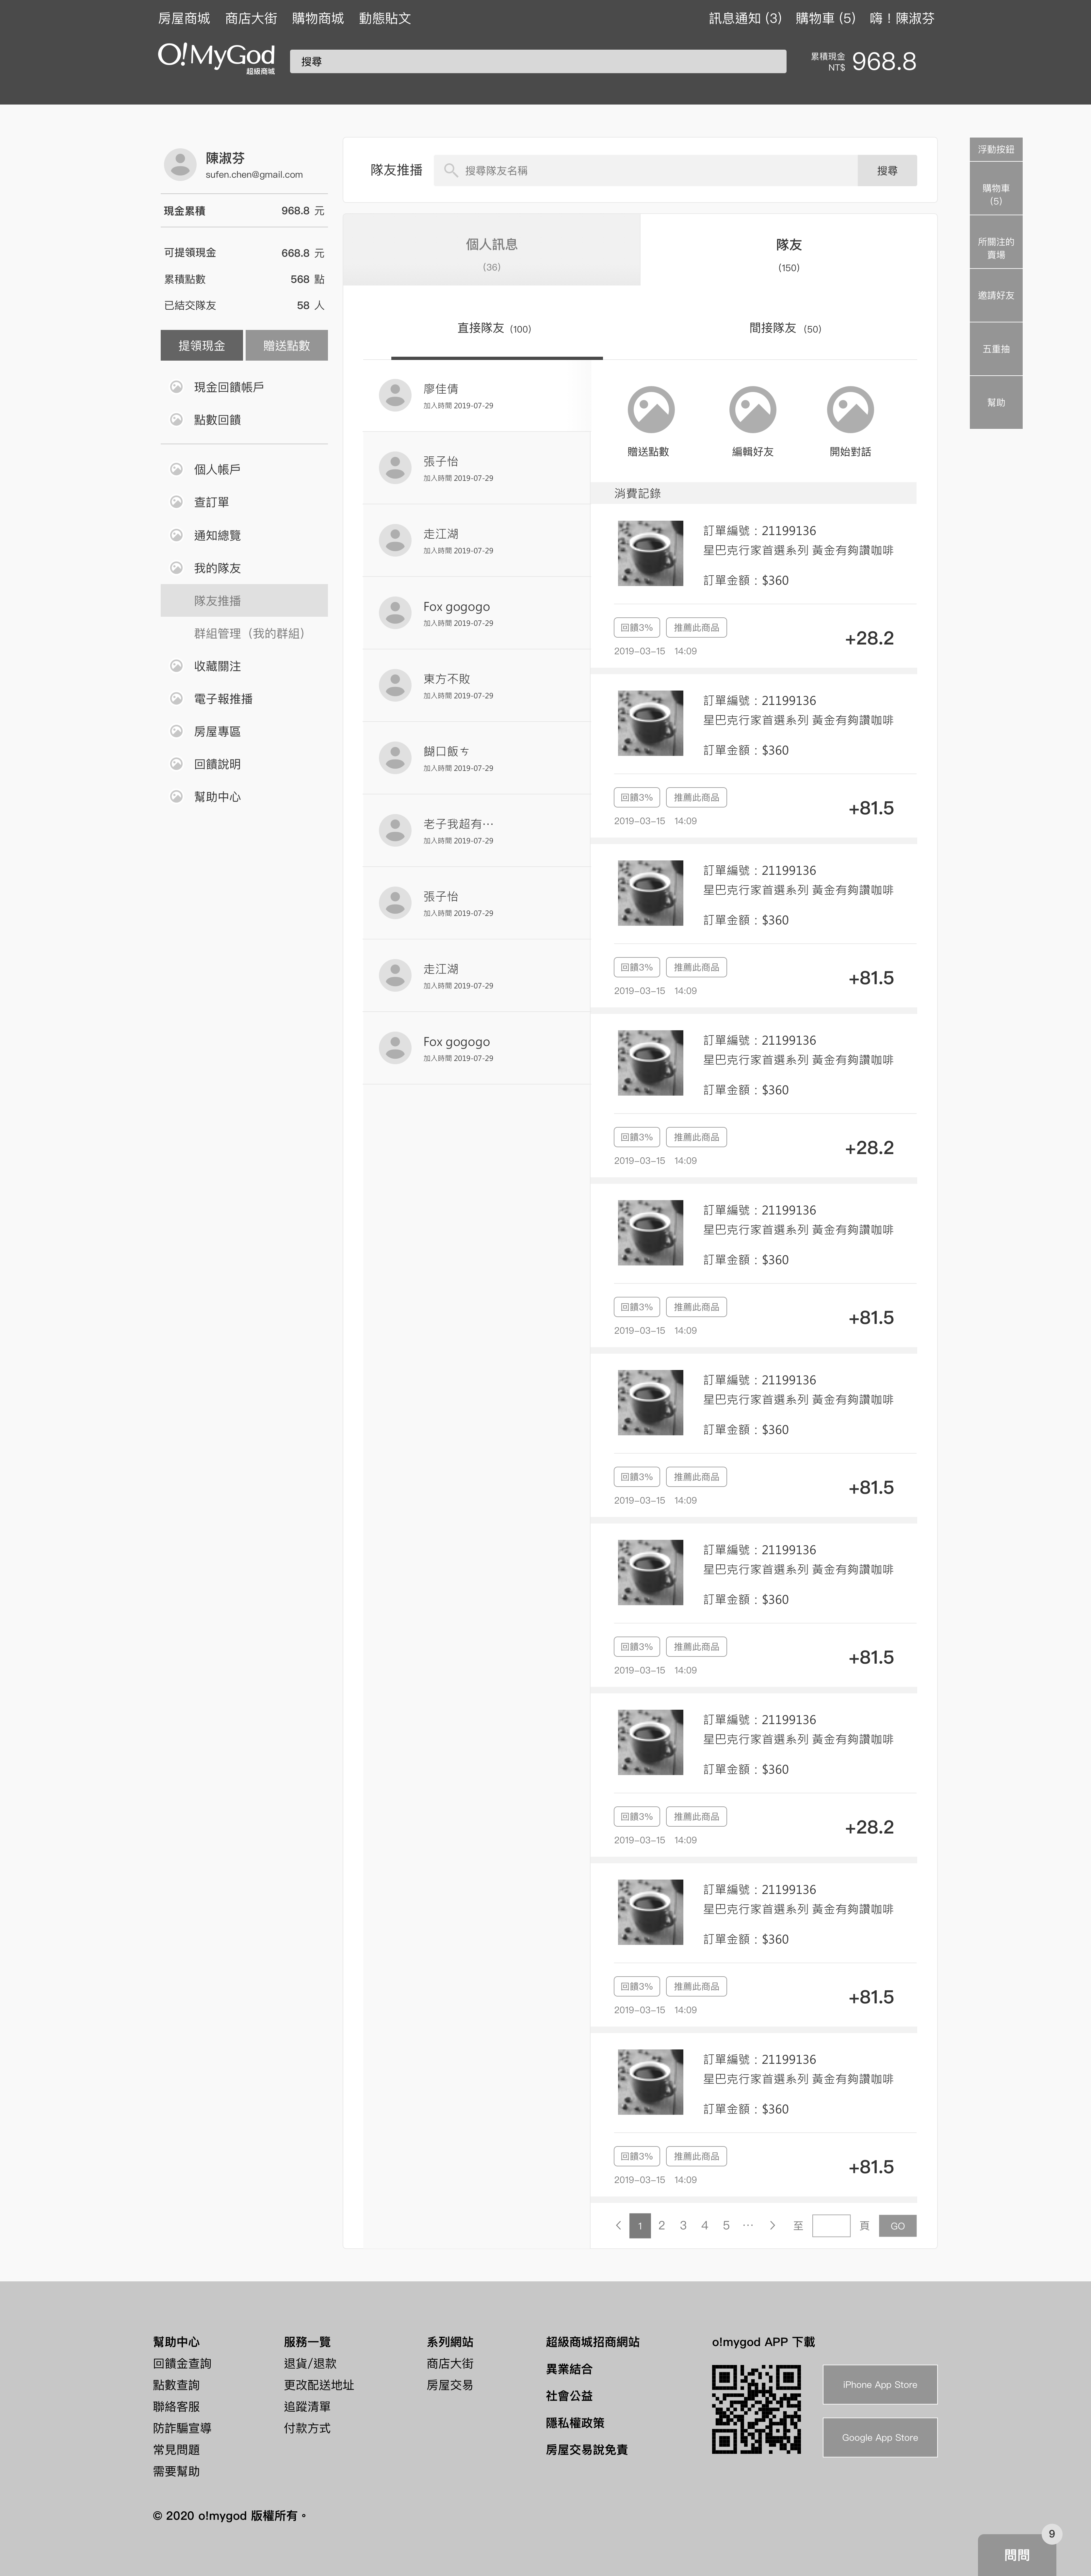 房屋商城 商店大街 購物商城 動態貼文 訊息通知 (3) 購物車 (5) 嗨！陳淑芬
O!MyGod 超級商城
搜尋
累積現金 NT$ 968.8
陳淑芬
sufen.chen@gmail.com
現金累積 968.8 元
可提領現金 668.8 元
累積點數 568 點
已結交隊友 58 人
提領現金 贈送點數
現金回饋帳戶
點數回饋
個人帳戶
查訂單
通知總覽
我的隊友
隊友推播
群組管理（我的群組）
收藏關注
電子報推播
房屋專區
回饋說明
幫助中心
隊友推播 搜尋隊友名稱 搜尋
個人訊息
(36)
隊友
(150)
直接隊友 (100) 間接隊友 (50)
廖佳倩
加入時間 2019-07-29
張子怡
加入時間 2019-07-29
走江湖
加入時間 2019-07-29
Fox gogogo
加入時間 2019-07-29
東方不敗
加入時間 2019-07-29
餬口飯ㄘ
加入時間 2019-07-29
老子我超有…
加入時間 2019-07-29
張子怡
加入時間 2019-07-29
走江湖
加入時間 2019-07-29
Fox gogogo
加入時間 2019-07-29
贈送點數 編輯好友 開始對話
消費記錄
訂單編號：21199136
星巴克行家首選系列 黃金有夠讚咖啡
訂單金額：$360
回饋3% 推薦此商品
2019-03-15 14:09
+28.2
訂單編號：21199136
星巴克行家首選系列 黃金有夠讚咖啡
訂單金額：$360
回饋3% 推薦此商品
2019-03-15 14:09
+81.5
訂單編號：21199136
星巴克行家首選系列 黃金有夠讚咖啡
訂單金額：$360
回饋3% 推薦此商品
2019-03-15 14:09
+81.5
訂單編號：21199136
星巴克行家首選系列 黃金有夠讚咖啡
訂單金額：$360
回饋3% 推薦此商品
2019-03-15 14:09
+28.2
訂單編號：21199136
星巴克行家首選系列 黃金有夠讚咖啡
訂單金額：$360
回饋3% 推薦此商品
2019-03-15 14:09
+81.5
訂單編號：21199136
星巴克行家首選系列 黃金有夠讚咖啡
訂單金額：$360
回饋3% 推薦此商品
2019-03-15 14:09
+81.5
訂單編號：21199136
星巴克行家首選系列 黃金有夠讚咖啡
訂單金額：$360
回饋3% 推薦此商品
2019-03-15 14:09
+81.5
訂單編號：21199136
星巴克行家首選系列 黃金有夠讚咖啡
訂單金額：$360
回饋3% 推薦此商品
2019-03-15 14:09
+28.2
訂單編號：21199136
星巴克行家首選系列 黃金有夠讚咖啡
訂單金額：$360
回饋3% 推薦此商品
2019-03-15 14:09
+81.5
訂單編號：21199136
星巴克行家首選系列 黃金有夠讚咖啡
訂單金額：$360
回饋3% 推薦此商品
2019-03-15 14:09
+81.5
< 1 2 3 4 5 … > 至 頁 GO
浮動按鈕
購物車
(5)
所關注的
賣場
邀請好友
五重抽
幫助
幫助中心
回饋金查詢
點數查詢
聯絡客服
防詐騙宣導
常見問題
需要幫助
服務一覽
退貨/退款
更改配送地址
追蹤清單
付款方式
系列網站
商店大街
房屋交易
超級商城招商網站
異業結合
社會公益
隱私權政策
房屋交易說免責
o!mygod APP 下載
iPhone App Store
Google App Store
© 2020 o!mygod 版權所有。
9
問問